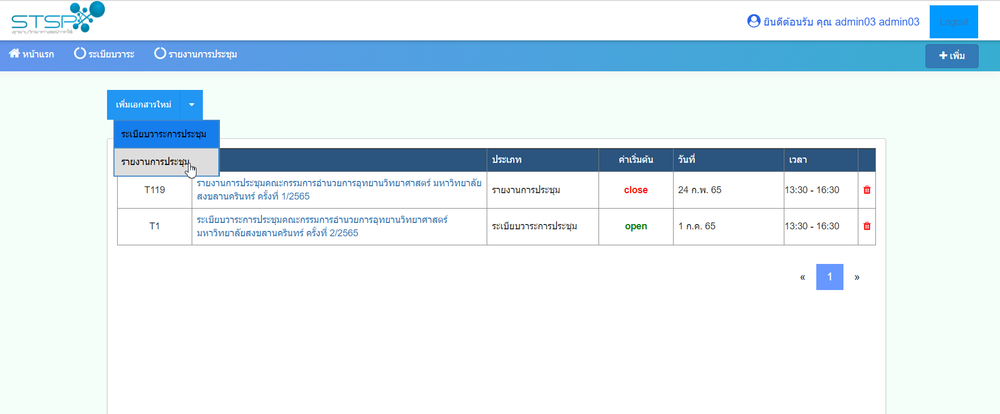 STSP
อุทยานวิทยาศาสตร์ภาคใต้
ยินดีต้อนรับ คุณ admin03 admin03
Logout
หน้าแรก
ระเบียบวาระ
รายงานการประชุม
เพิ่ม
เพิ่มเอกสารใหม่
ระเบียบวาระการประชุม
รายงานการประชุม
ประเภท
ค่าเริ่มต้น
วันที่
เวลา
T119
รายงานการประชุมคณะกรรมการอำนวยการอุทยานวิทยาศาสตร์ มหาวิทยาลัย
สงขลานครินทร์ ครั้งที่ 1/2565
รายงานการประชุม
close
24 ก.พ. 65
13:30 - 16:30
T1
ระเบียบวาระการประชุมคณะกรรมการอำนวยการอุทยานวิทยาศาสตร์
มหาวิทยาลัยสงขลานครินทร์ ครั้งที่ 2/2565
ระเบียบวาระการประชุม
open
1 ก.ค. 65
13:30 - 16:30
« 1 »